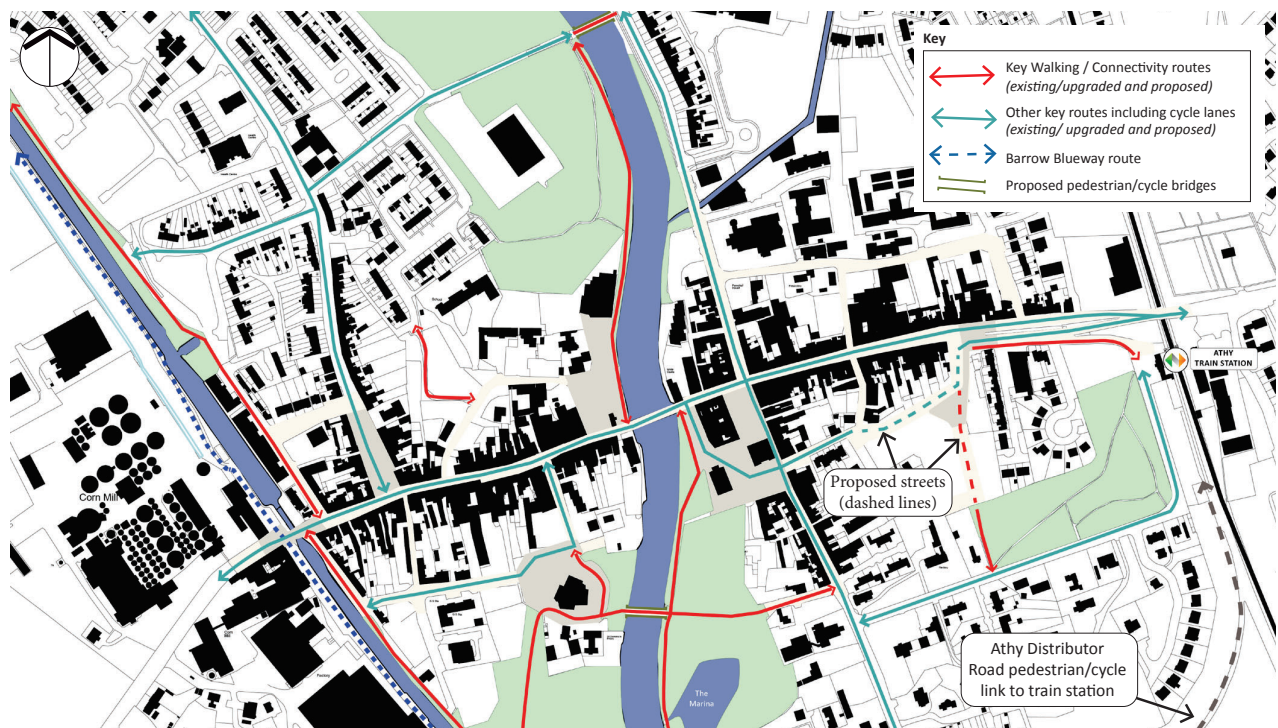 Key
Key Walking / Connectivity routes
(existing/upgraded and proposed)
Other key routes including cycle lanes
(existing/ upgraded and proposed)
Barrow Blueway route
Proposed pedestrian/cycle bridges
ATHY
TRAIN STATION
Corn Mill
Proposed streets
(dashed lines)
Athy Distributor
Road pedestrian/cycle
link to train station
The
Marina